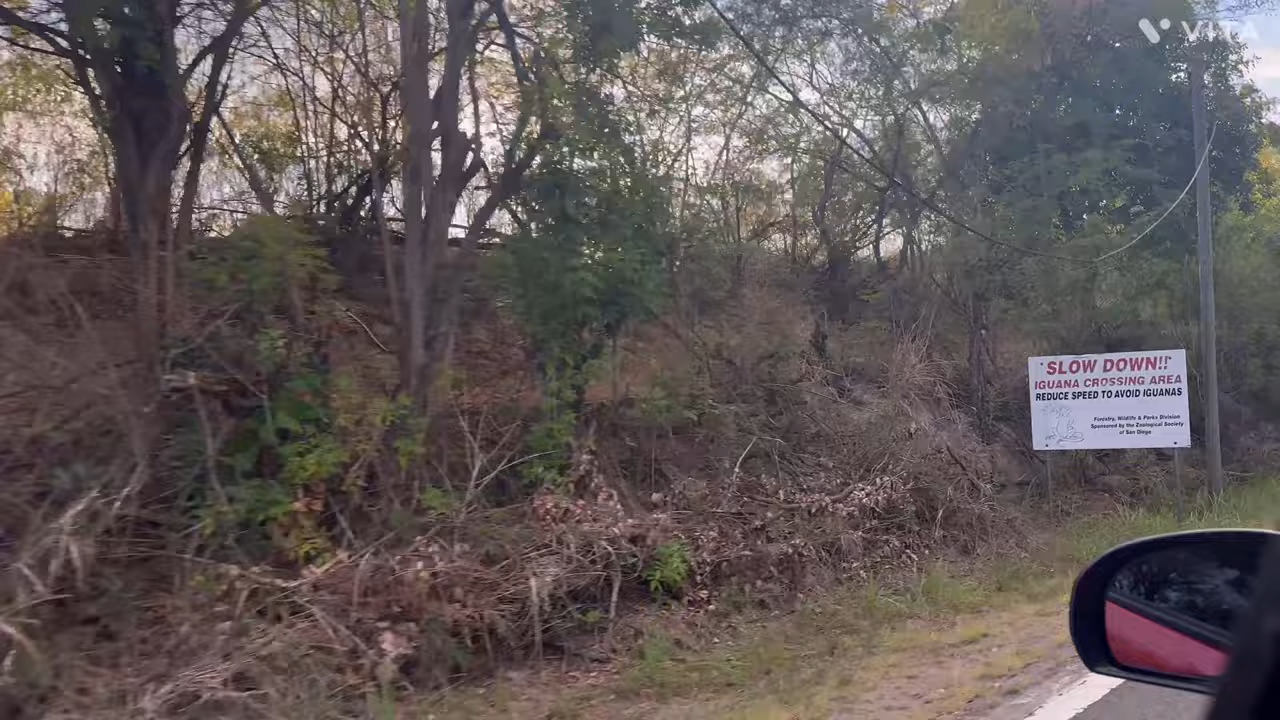 VITA
SLOW DOWN!!
IGUANA CROSSING AREA
REDUCE SPEED TO AVOID IGUANAS
Forestry, Wildlife & Parks Division
Sponsored by the Zoological Society
of San Diego